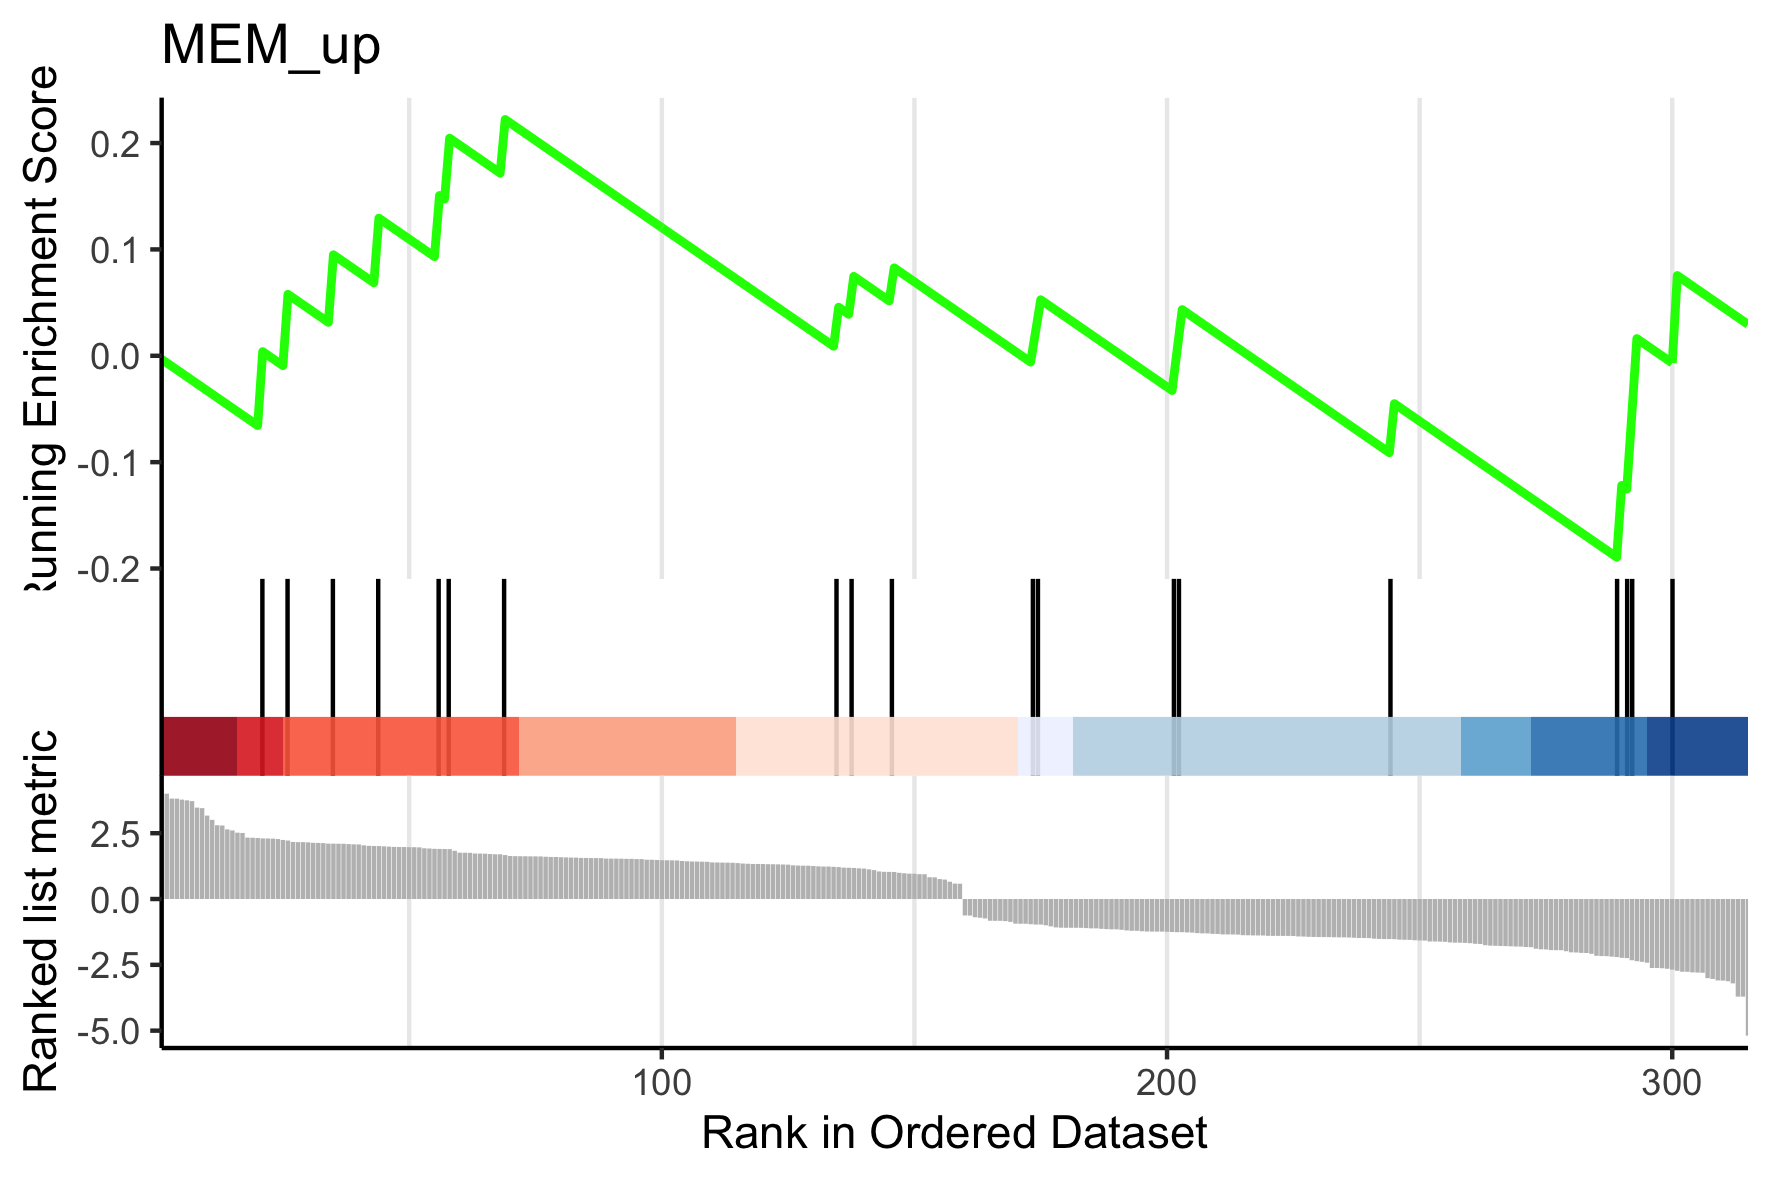 MEM_up
Running Enrichment Score
0.2
0.1
0.0
-0.1
-0.2
Ranked list metric
2.5
0.0
-2.5
-5.0
100 200 300
Rank in Ordered Dataset